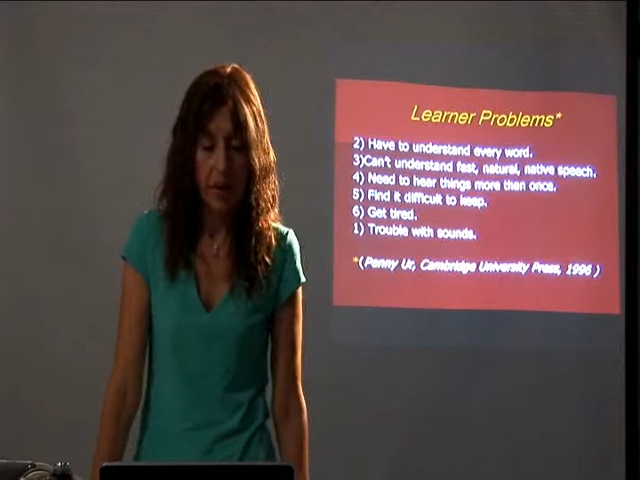 Learner Problems*
2) Have to understand every word.
3)Can't understand fast, natural, native speech.
4) Need to hear things more than once.
5) Find it difficult to keep.
6) Get tired.
1) Trouble with sounds.
*(Penny Ur, Cambridge University Press, 1996)